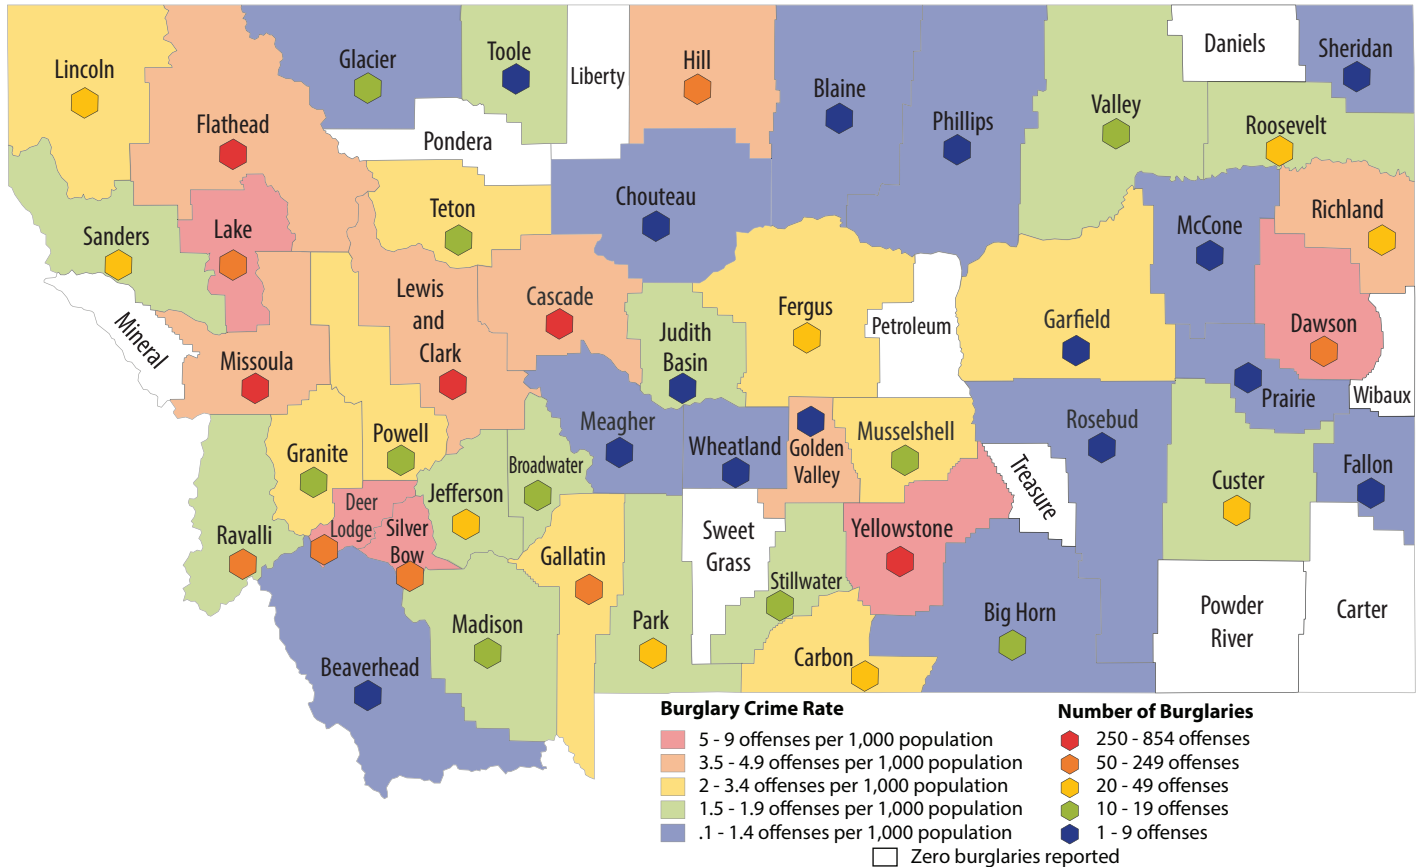 Lincoln
Flathead
Glacier
Toole
Liberty
Hill
Blaine
Phillips
Valley
Daniels
Sheridan
Roosevelt
Pondera
Teton
Chouteau
McCone
Richland
Sanders
Lake
Lewis
and
Clark
Cascade
Judith
Basin
Fergus
Petroleum
Garfield
Dawson
Wibaux
Prairie
Mineral
Missoula
Powell
Granite
Meagher
Wheatland
Golden
Valley
Musselshell
Rosebud
Treasure
Custer
Fallon
Broadwater
Jefferson
Deer
Lodge
Silver
Bow
Ravalli
Gallatin
Sweet
Grass
Yellowstone
Stillwater
Park
Madison
Beaverhead
Carbon
Big Horn
Powder
River
Carter
Burglary Crime Rate
5 - 9 offenses per 1,000 population
3.5 - 4.9 offenses per 1,000 population
2 - 3.4 offenses per 1,000 population
1.5 - 1.9 offenses per 1,000 population
.1 - 1.4 offenses per 1,000 population
Number of Burglaries
250 - 854 offenses
50 - 249 offenses
20 - 49 offenses
10 - 19 offenses
1 - 9 offenses
Zero burglaries reported